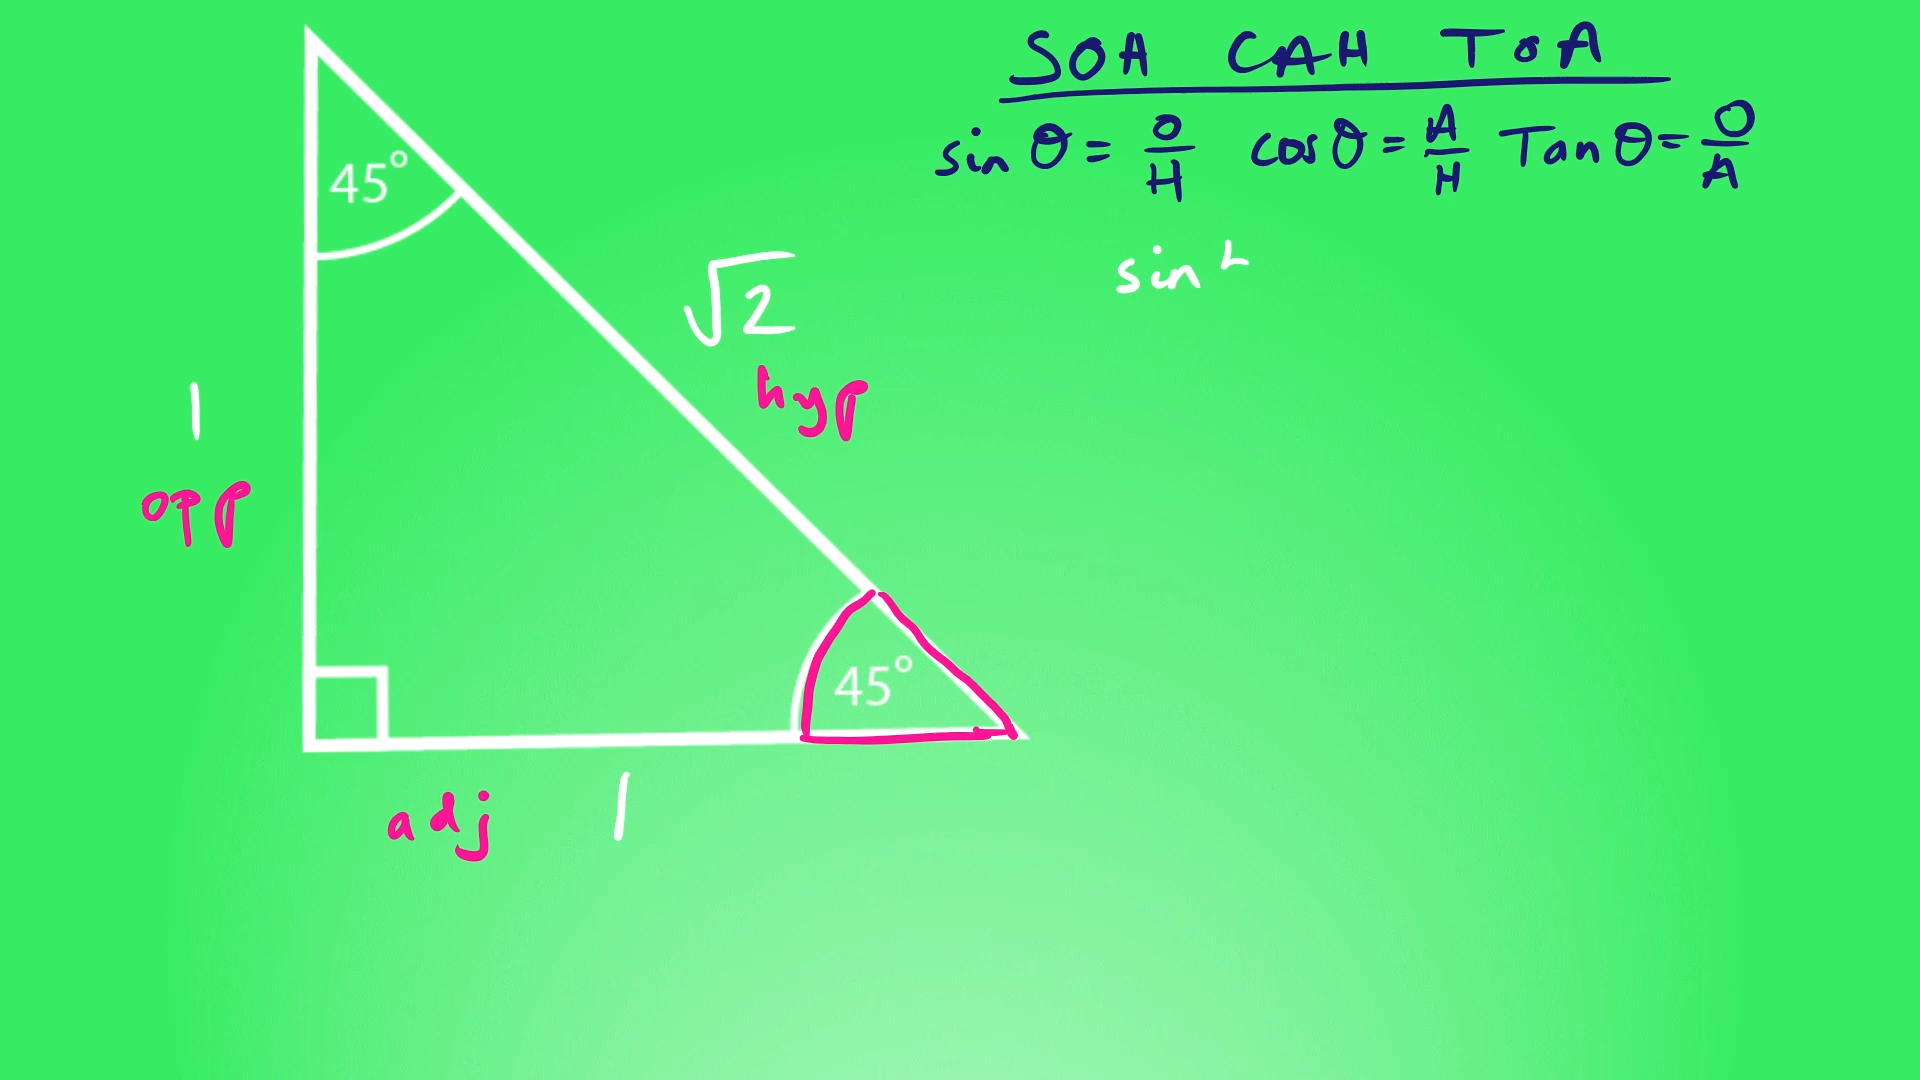 SOA CAH TOA
sin θ = O/H cos θ = A/H Tan θ = O/A
45°
sin
√2
hyp
1
opp
45°
adj 1